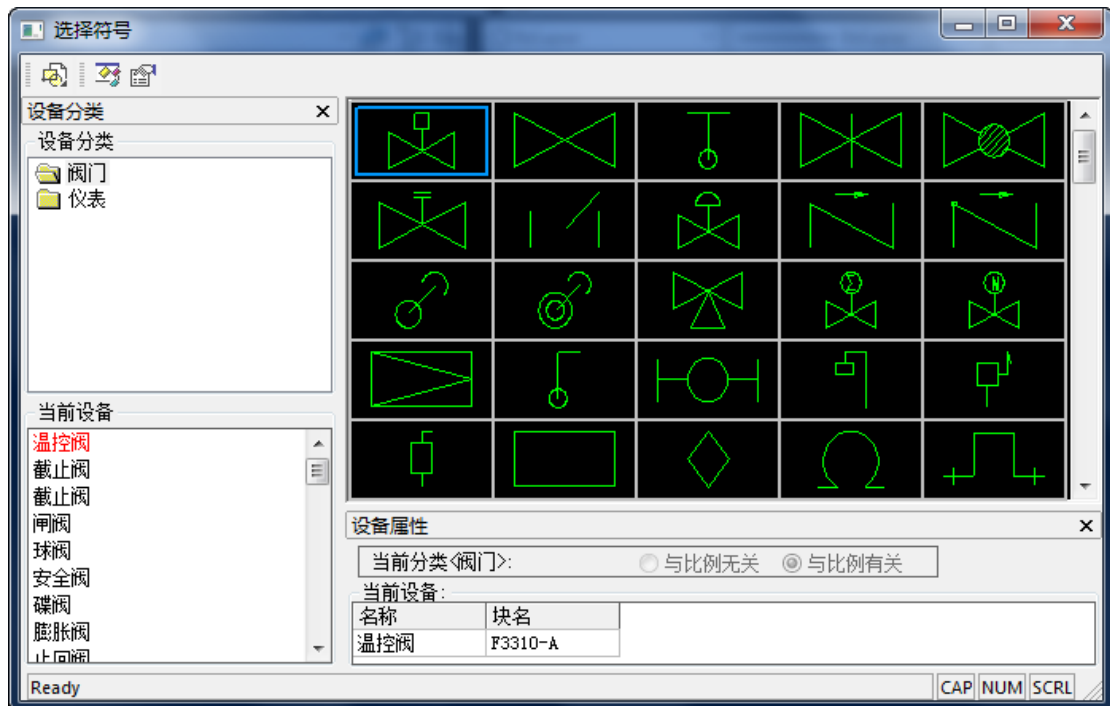 选择符号
设备分类
设备分类
阀门
仪表
Σ
N
当前设备
温控阀
截止阀
截止阀
闸阀
球阀
安全阀
碟阀
膨胀阀
止回阀
设备属性
当前分类<阀门>: 与比例无关 与比例有关
当前设备:
名称 块名
温控阀 F3310-A
Ready CAP NUM SCRL